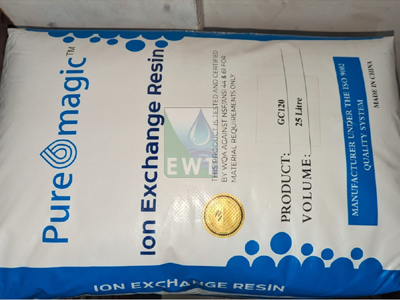 Puremagic™
Ion Exchange Resin
THIS PRODUCT IS TESTED AND CERTIFIED
BY WQA AGAINST NSF/ANSI 44 & 61 FOR
MATERIAL REQUIREMENTS ONLY
EWT
PRODUCT: GC120
VOLUME: 25 Litre
MANUFACTURER UNDER THE ISO 9002
QUALITY SYSTEM
MADE IN CHINA
ION EXCHANGE RESIN